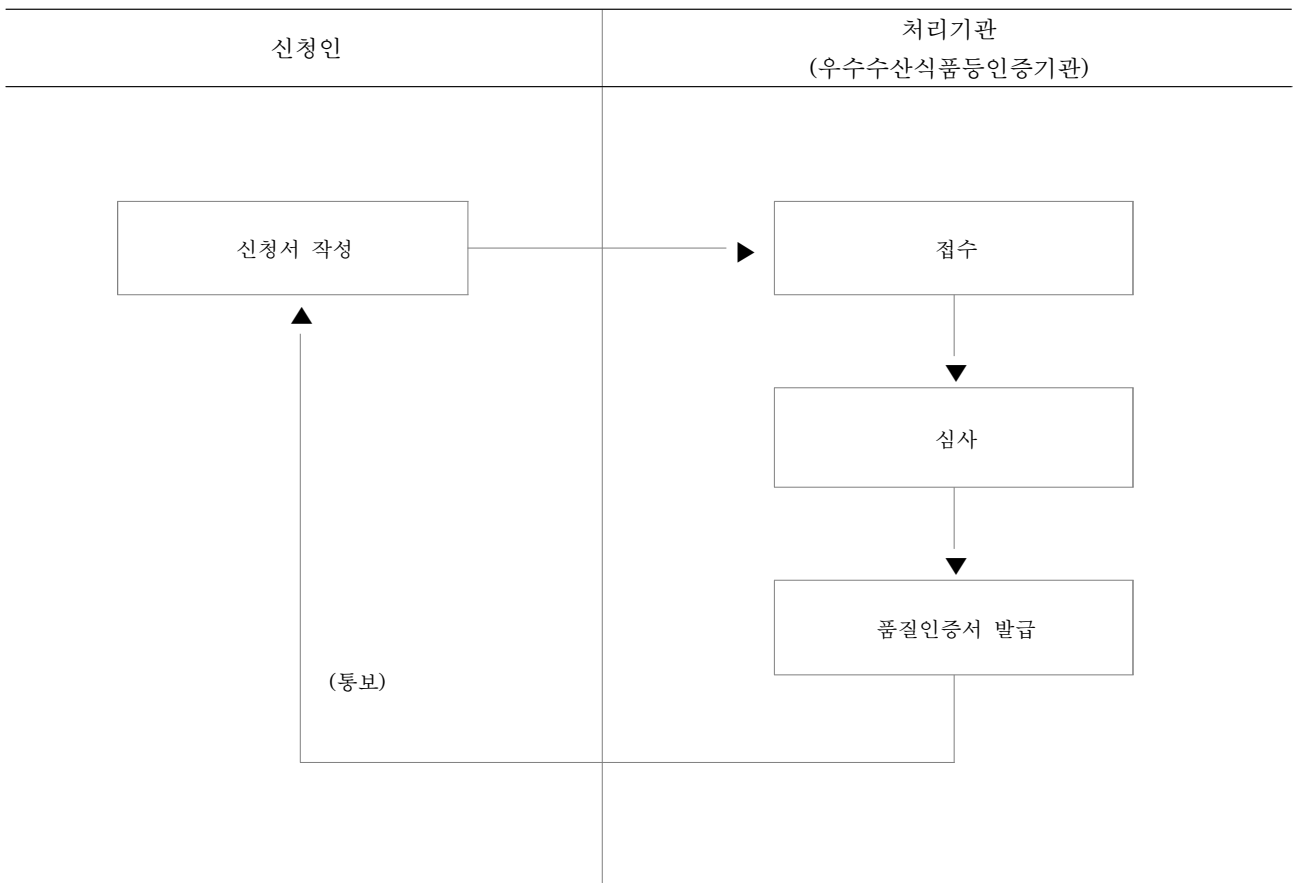 신청인
처리기관
(우수수산식품등인증기관)
신청서 작성
접수
심사
품질인증서 발급
(통보)